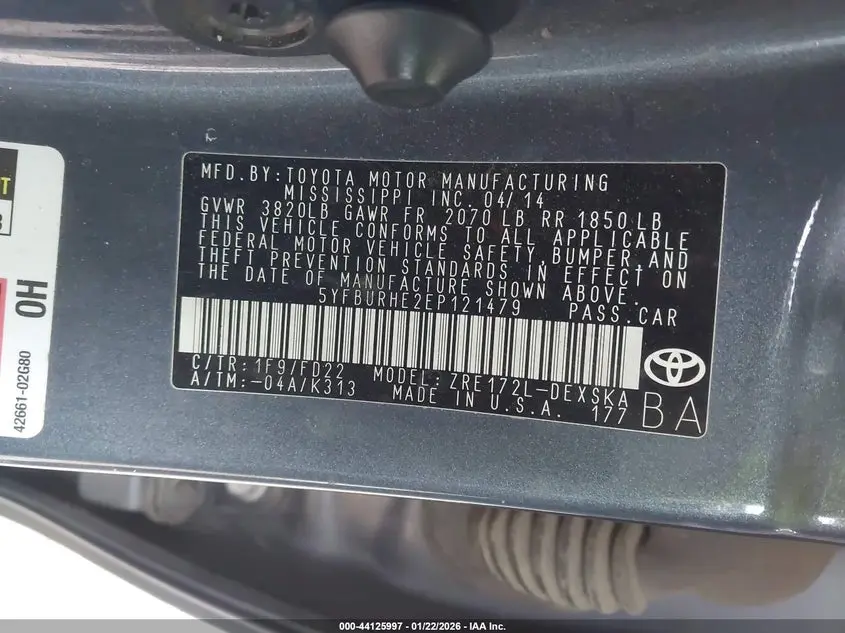 MFD.BY:TOYOTA MOTOR MANUFACTURING
MISSISSIPPI INC. 04/14
GVWR 3820LB GAWR FR 2070 LB RR 1850 LB
THIS VEHICLE CONFORMS TO ALL APPLICABLE
FEDERAL MOTOR VEHICLE SAFETY, BUMPER, AND
THEFT PREVENTION STANDARDS IN EFFECT ON
THE DATE OF MANUFACTURE SHOWN ABOVE.
5YFBURHE2EP121479 PASS.CAR
C/TR: 1F9/FD22 MODEL: ZRE172L-DEXSKA
A/TM:-04A/K313 MADE IN U.S.A. 177
BA
OH
42661-02G80
000-44125997 - 01/22/2026 - IAA Inc.